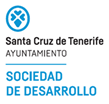 Santa Cruz de Tenerife
AYUNTAMIENTO
SOCIEDAD
DE DESARROLLO